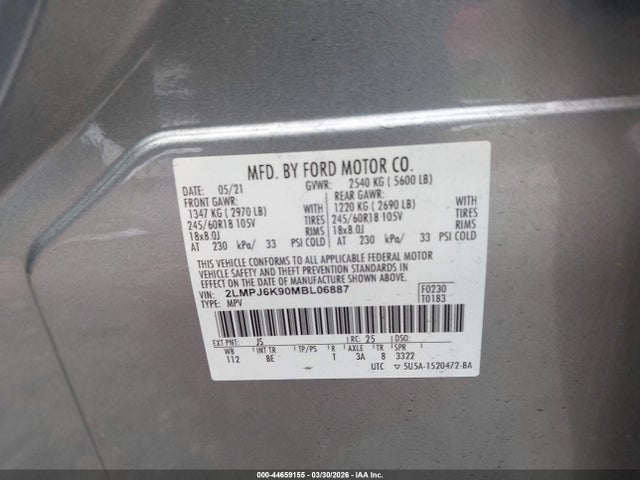 MFD. BY FORD MOTOR CO.
DATE: 05/21 GVWR: 2540 KG ( 5600 LB)
FRONT GAWR: REAR GAWR:
1347 KG ( 2970 LB) WITH 1220 KG ( 2690 LB) WITH
245/60R18 105V TIRES 245/60R18 105V TIRES
18x8.0J RIMS 18x8.0J RIMS
AT 230 kPa/ 33 PSI COLD AT 230 kPa/ 33 PSI COLD
THIS VEHICLE CONFORMS TO ALL APPLICABLE FEDERAL MOTOR
VEHICLE SAFETY AND BUMPER AND THEFT PREVENTION STANDARDS IN
EFFECT ON THE DATE OF MANUFACTURE SHOWN ABOVE.
VIN: 2LMPJ6K90MBL06887 F0230
TYPE: MPV T0183
EXT PNT: JS RC: 25 DSO:
WB INT TR TP/PS R AXLE TR SPR
112 BE T 3A 8 3322
UTC ▽ 5U5A-1520472-BA
000-44659155 - 03/30/2026 - IAA Inc.